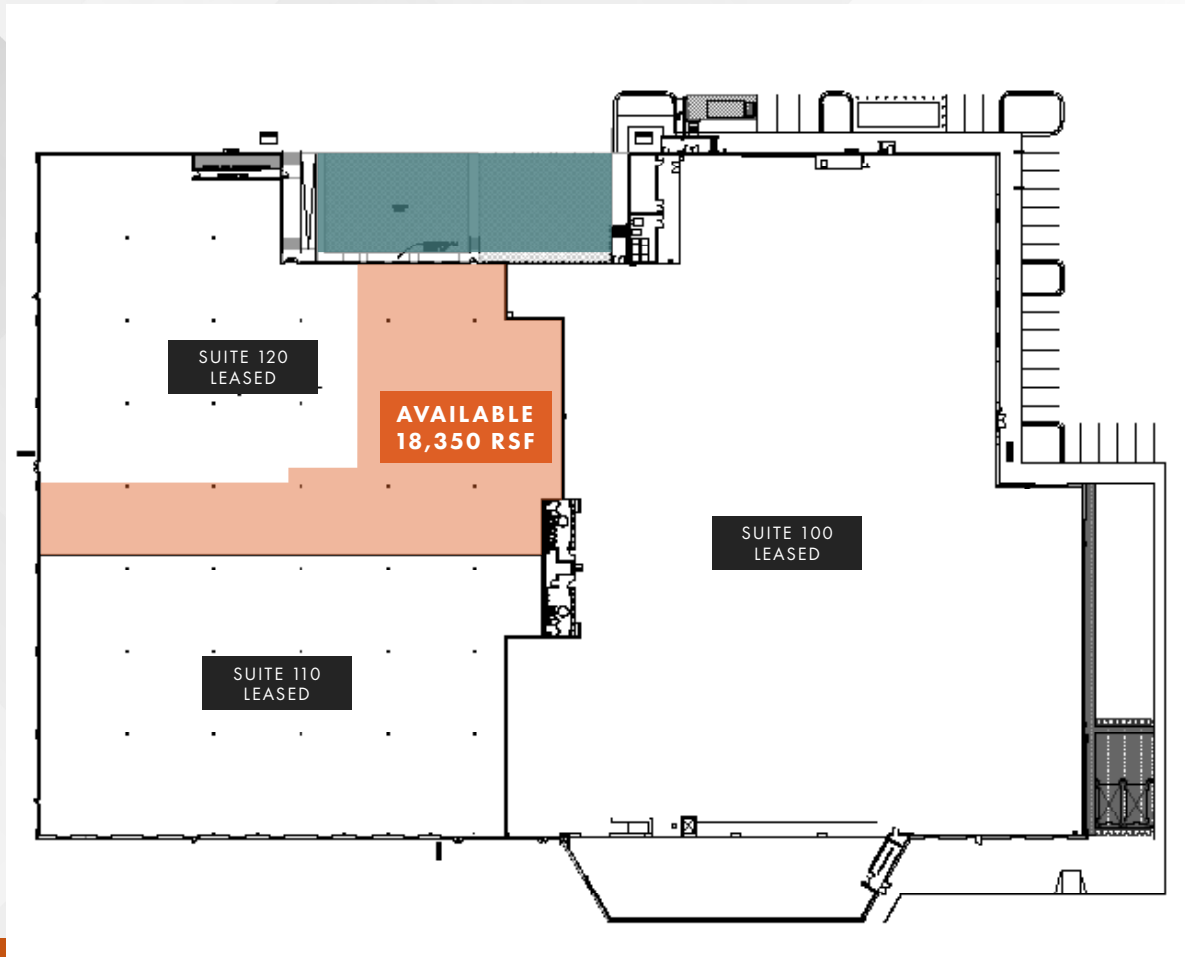 SUITE 120
LEASED
AVAILABLE
18,350 RSF
SUITE 100
LEASED
SUITE 110
LEASED